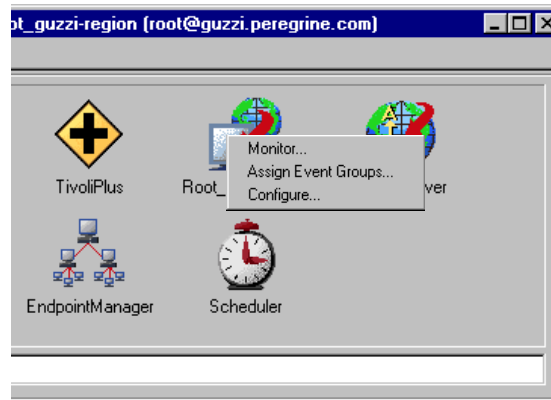 ot_guzzi-region (root@guzzi.peregrine.com)
Monitor...
Assign Event Groups...
Configure...
TivoliPlus
Root_
ver
EndpointManager
Scheduler